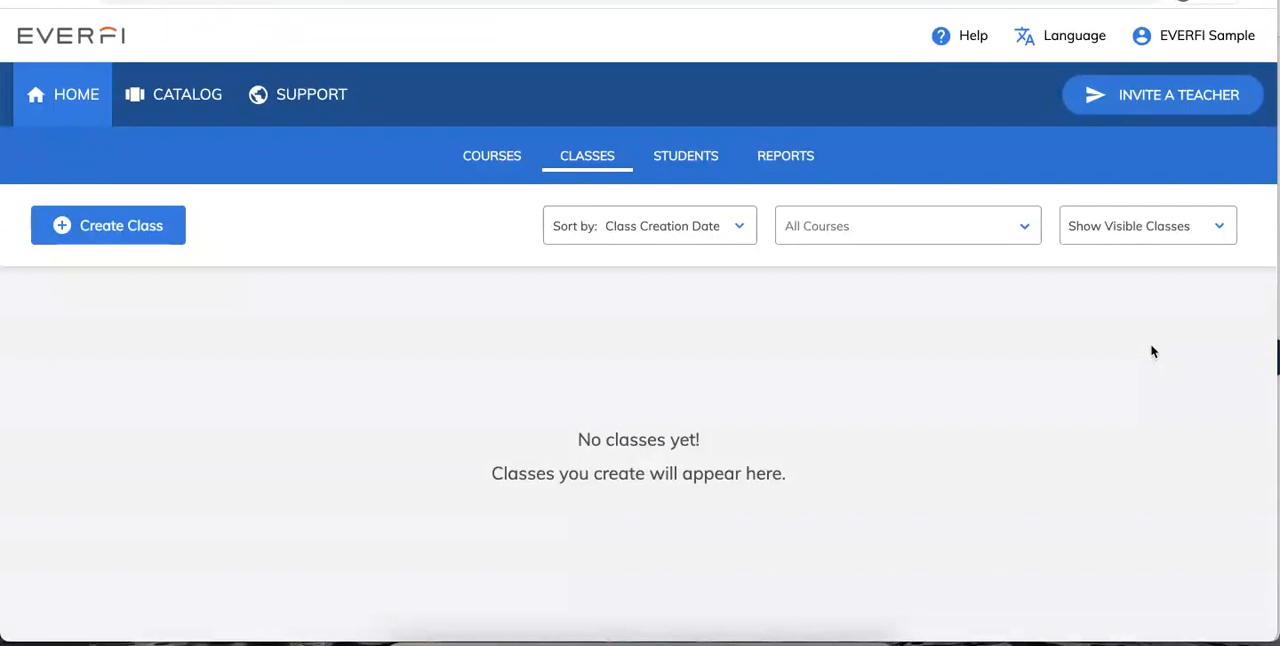 EVERFI
Help Language EVERFI Sample
HOME CATALOG SUPPORT INVITE A TEACHER
COURSES CLASSES STUDENTS REPORTS
Create Class Sort by: Class Creation Date All Courses Show Visible Classes
No classes yet!
Classes you create will appear here.